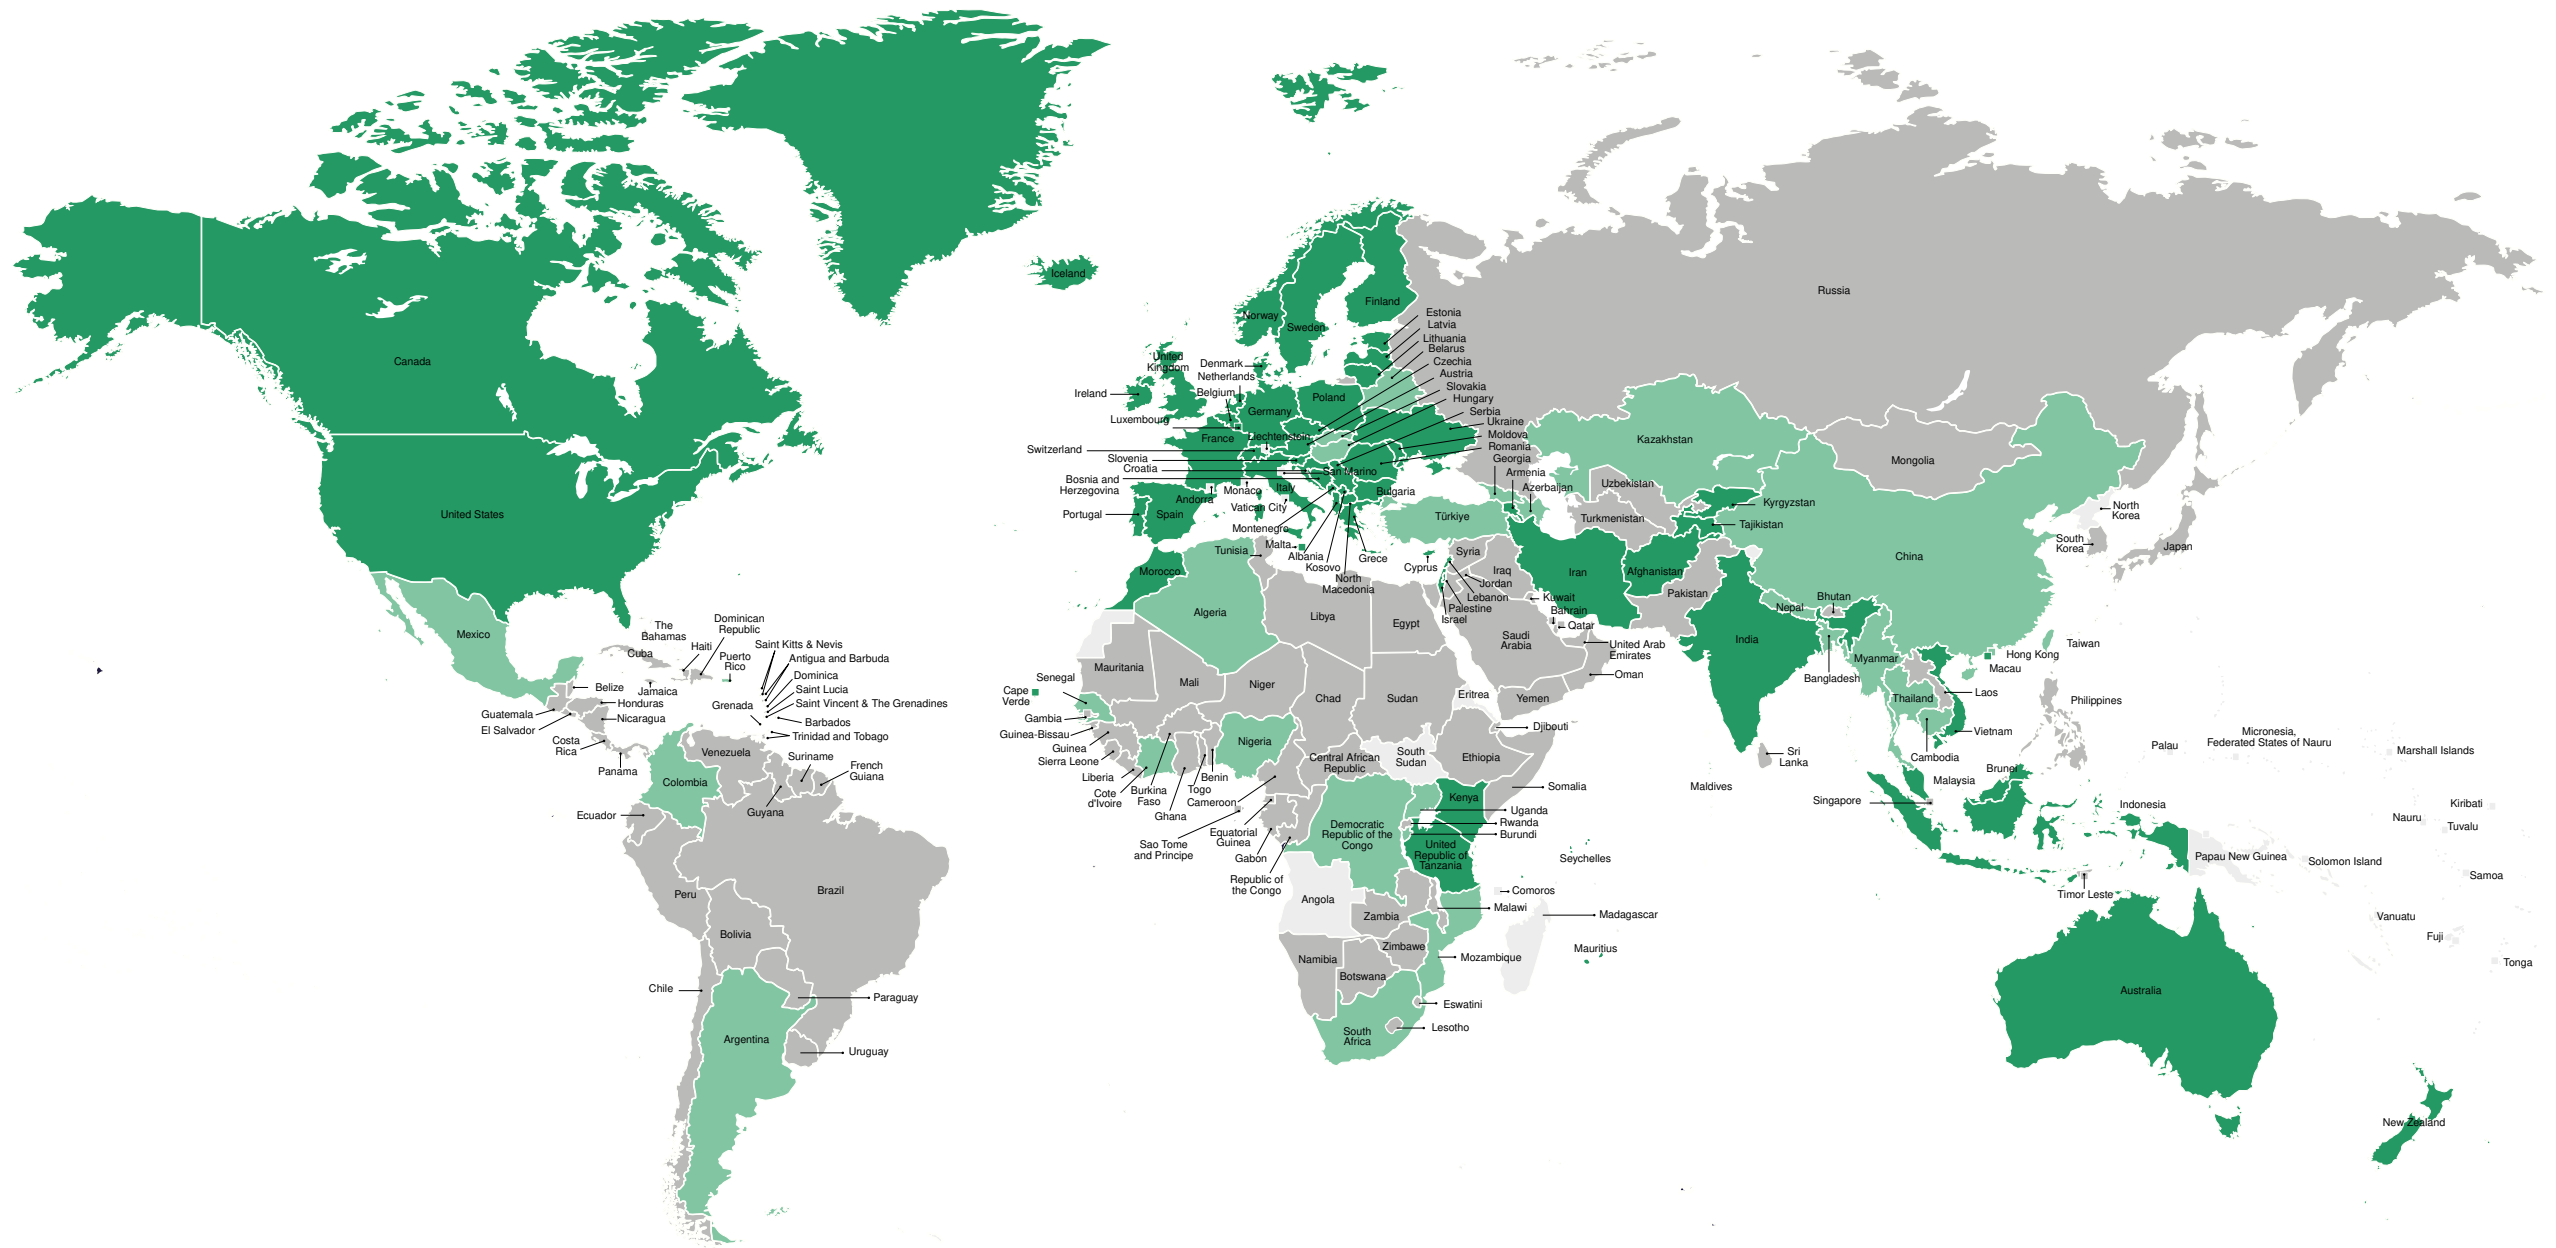 Iceland
Canada
United States
Mexico
Finland
Norway
Sweden
United
Kingdom
Ireland
Denmark
Netherlands
Belgium
Luxembourg
Germany
Poland
France
Liechtenstein
Switzerland
Slovenia
Croatia
Bosnia and
Herzegovina
Portugal
Spain
Andorra
Monaco
Italy
San Marino
Vatican City
Montenegro
Malta
Albania
Kosovo
North
Macedonia
Grece
Bulgaria
Cyprus
Estonia
Latvia
Lithuania
Belarus
Czechia
Austria
Slovakia
Hungary
Serbia
Ukraine
Moldova
Romania
Georgia
Armenia
Azerbaijan
Türkiye
Russia
Kazakhstan
Uzbekistan
Turkmenistan
Kyrgyzstan
Tajikistan
Mongolia
China
North
Korea
South
Korea
Japan
Syria
Iraq
Jordan
Lebanon
Palestine
Israel
Kuwait
Bahrain
Qatar
Saudi
Arabia
United Arab
Emirates
Oman
Yemen
Iran
Afghanistan
Pakistan
India
Nepal
Bhutan
Bangladesh
Myanmar
Thailand
Laos
Vietnam
Cambodia
Hong Kong
Macau
Taiwan
Philippines
Sri
Lanka
Maldives
Malaysia
Brunei
Singapore
Indonesia
Timor Leste
Papua New Guinea
Palau
Micronesia,
Federated States of Nauru
Marshall Islands
Kiribati
Nauru
Tuvalu
Solomon Island
Samoa
Vanuatu
Fuji
Tonga
Australia
New Zealand
The
Bahamas
Cuba
Haiti
Dominican
Republic
Puerto
Rico
Jamaica
Saint Kitts & Nevis
Antigua and Barbuda
Dominica
Saint Lucia
Saint Vincent & The Grenadines
Grenada
Barbados
Trinidad and Tobago
Belize
Honduras
Nicaragua
Guatemala
El Salvador
Costa
Rica
Panama
Venezuela
Colombia
Guyana
Suriname
French
Guiana
Ecuador
Peru
Brazil
Bolivia
Chile
Paraguay
Argentina
Uruguay
Morocco
Algeria
Tunisia
Libya
Egypt
Mauritania
Mali
Niger
Chad
Sudan
Eritrea
Djibouti
Ethiopia
Somalia
South
Sudan
Central African
Republic
Cape
Verde
Senegal
Gambia
Guinea-Bissau
Guinea
Sierra Leone
Liberia
Cote
d'Ivoire
Burkina
Faso
Ghana
Togo
Benin
Nigeria
Cameroon
Sao Tome
and Principe
Equatorial
Guinea
Gabon
Republic of
the Congo
Democratic
Republic of the
Congo
Kenya
Uganda
Rwanda
Burundi
United
Republic of
Tanzania
Seychelles
Comoros
Malawi
Madagascar
Mauritius
Mozambique
Angola
Zambia
Zimbabwe
Namibia
Botswana
Eswatini
Lesotho
South
Africa